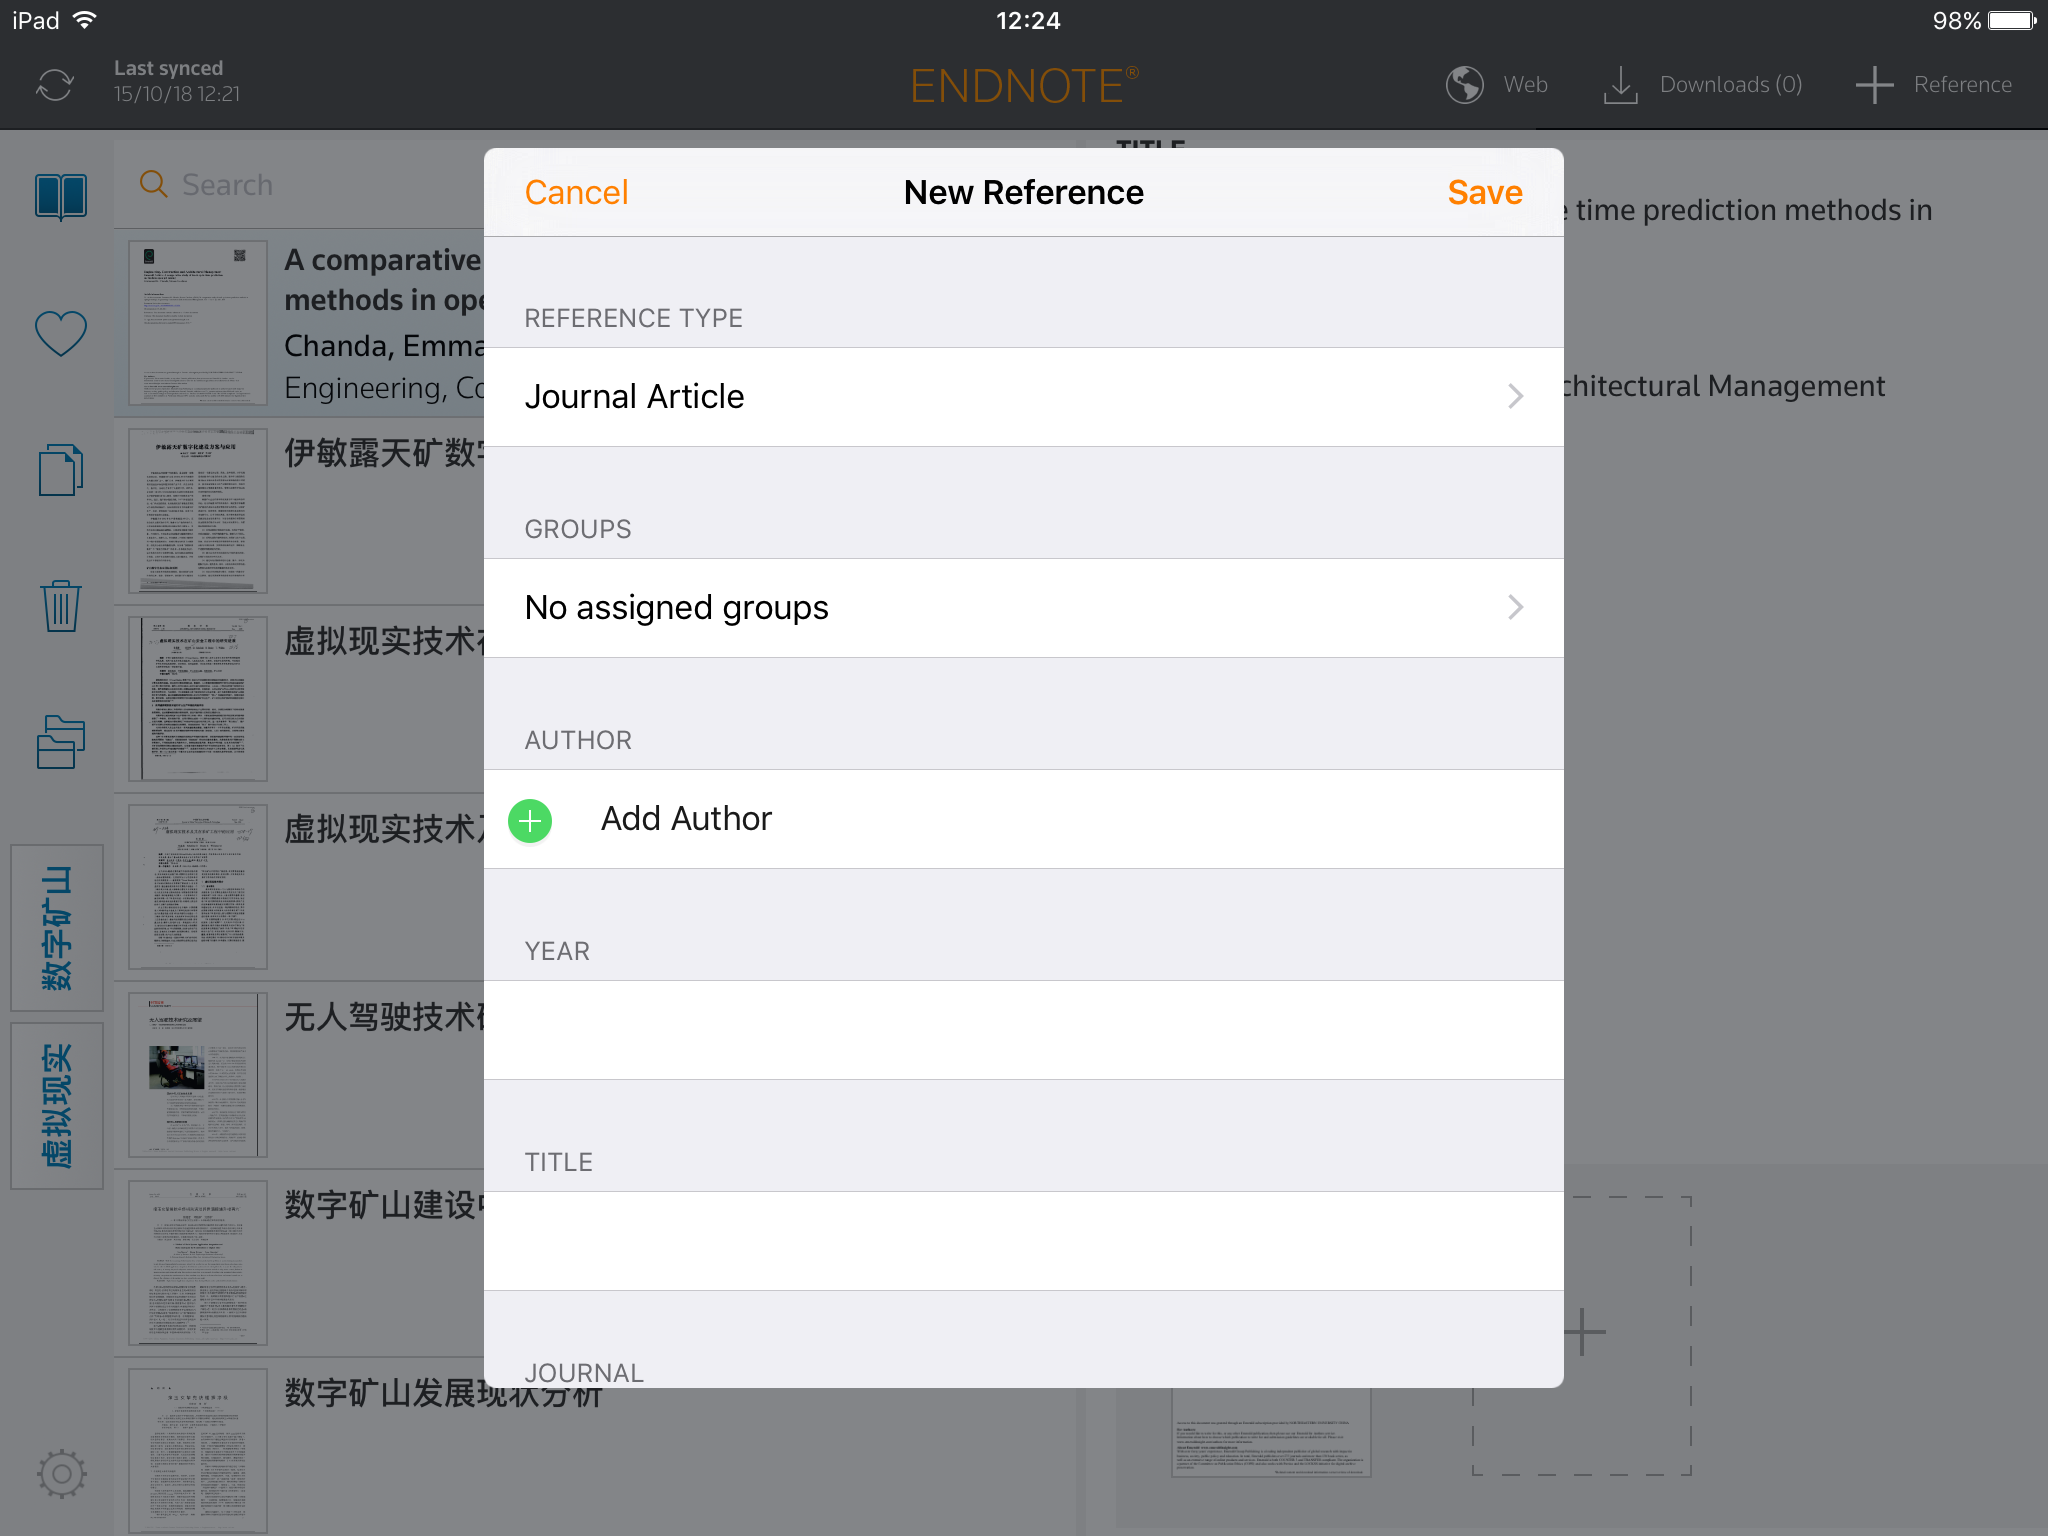 iPad
12:24
98%
Last synced
15/10/18 12:21
ENDNOTE®
Web
Downloads (0)
Reference
Search
A comparative
methods in ope
Chanda, Emma
Engineering, Co
伊敏露天矿数字
虚拟现实技术在
虚拟现实技术及
无人驾驶技术研
数字矿山建设中
数字矿山发展现状分析
数字矿山
虚拟现实
Cancel
New Reference
Save
REFERENCE TYPE
Journal Article
GROUPS
No assigned groups
AUTHOR
Add Author
YEAR
TITLE
JOURNAL
TITLE
e time prediction methods in
chitectural Management